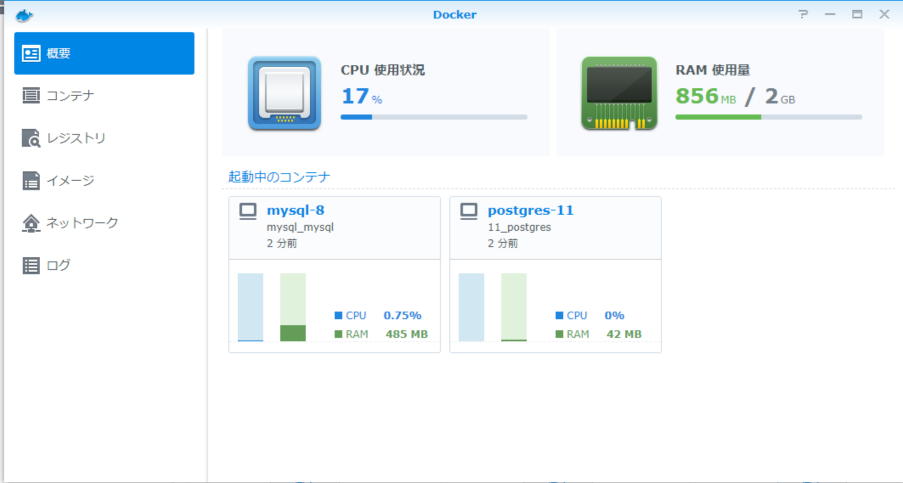 Docker
概要
コンテナ
レジストリ
イメージ
ネットワーク
ログ
CPU 使用状況
17 %
RAM 使用量
856 MB / 2 GB
起動中のコンテナ
mysql-8
mysql_mysql
2 分前
CPU 0.75%
RAM 485 MB
postgres-11
11_postgres
2 分前
CPU 0%
RAM 42 MB